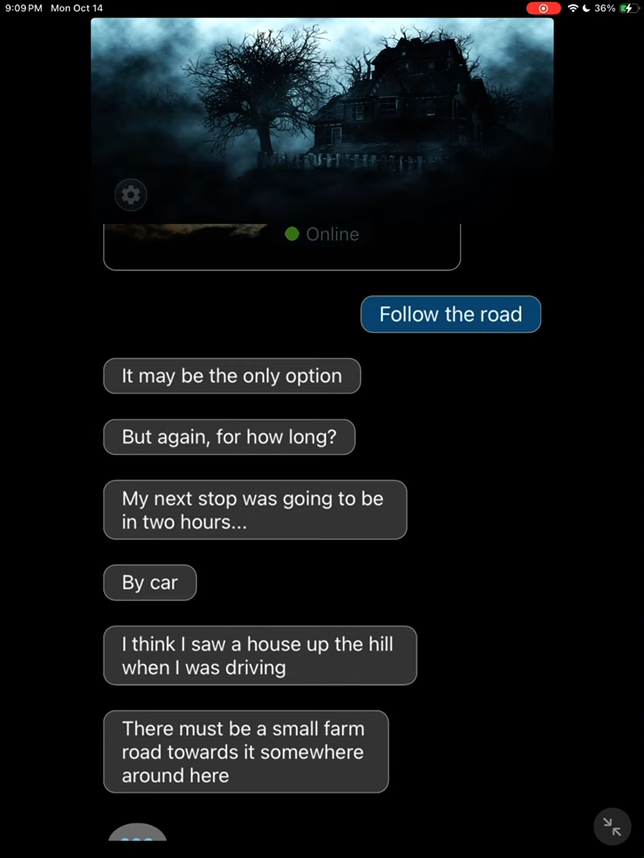 9:09 PM Mon Oct 14
36%
Online
Follow the road
It may be the only option
But again, for how long?
My next stop was going to be
in two hours...
By car
I think I saw a house up the hill
when I was driving
There must be a small farm
road towards it somewhere
around here